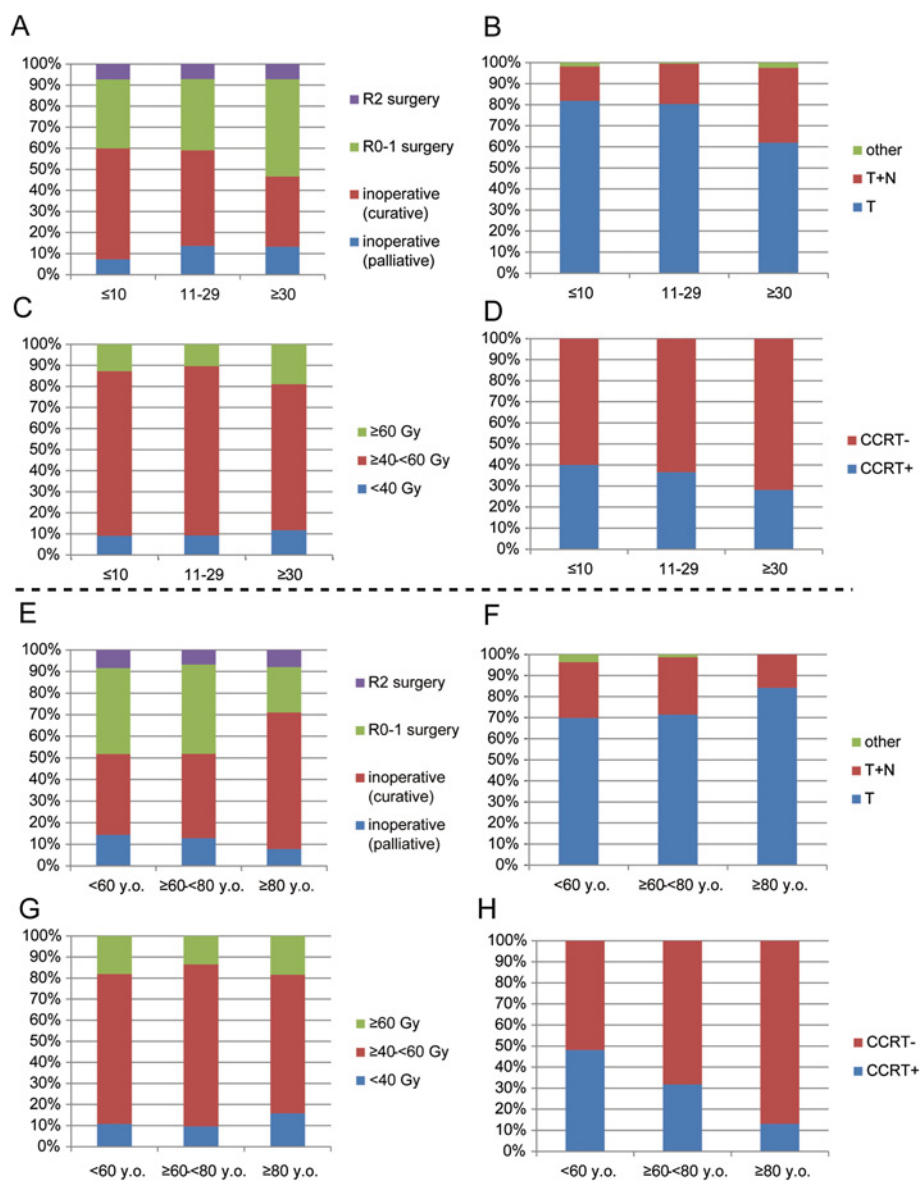 A
100%
90%
80%
70%
60%
50%
40%
30%
20%
10%
0%
≤10 11-29 ≥30
R2 surgery
R0-1 surgery
inoperative
(curative)
inoperative
(palliative)
B
100%
90%
80%
70%
60%
50%
40%
30%
20%
10%
0%
≤10 11-29 ≥30
other
T+N
T
C
100%
90%
80%
70%
60%
50%
40%
30%
20%
10%
0%
≤10 11-29 ≥30
≥60 Gy
≥40-<60 Gy
<40 Gy
D
100%
90%
80%
70%
60%
50%
40%
30%
20%
10%
0%
≤10 11-29 ≥30
CCRT-
CCRT+
E
100%
90%
80%
70%
60%
50%
40%
30%
20%
10%
0%
<60 y.o. ≥60-<80 y.o. ≥80 y.o.
R2 surgery
R0-1 surgery
inoperative
(curative)
inoperative
(palliative)
F
100%
90%
80%
70%
60%
50%
40%
30%
20%
10%
0%
<60 y.o. ≥60-<80 y.o. ≥80 y.o.
other
T+N
T
G
100%
90%
80%
70%
60%
50%
40%
30%
20%
10%
0%
<60 y.o. ≥60-<80 y.o. ≥80 y.o.
≥60 Gy
≥40-<60 Gy
<40 Gy
H
100%
90%
80%
70%
60%
50%
40%
30%
20%
10%
0%
<60 y.o. ≥60-<80 y.o. ≥80 y.o.
CCRT-
CCRT+